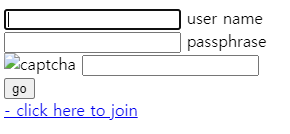 user name
passphrase
captcha
go
- click here to join